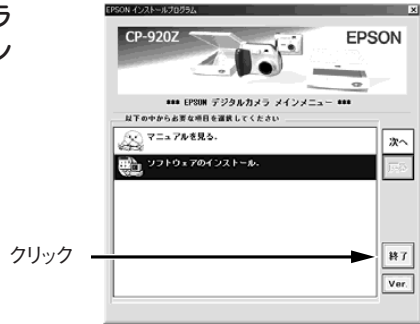 ラ
ン
EPSON インストールプログラム
CP-920Z
EPSON
*** EPSON デジタルカメラ メインメニュー ***
以下の中から必要な項目を選択してください
マニュアルを見る.
次へ
ソフトウェアのインストール.
クリック
終了
Ver.